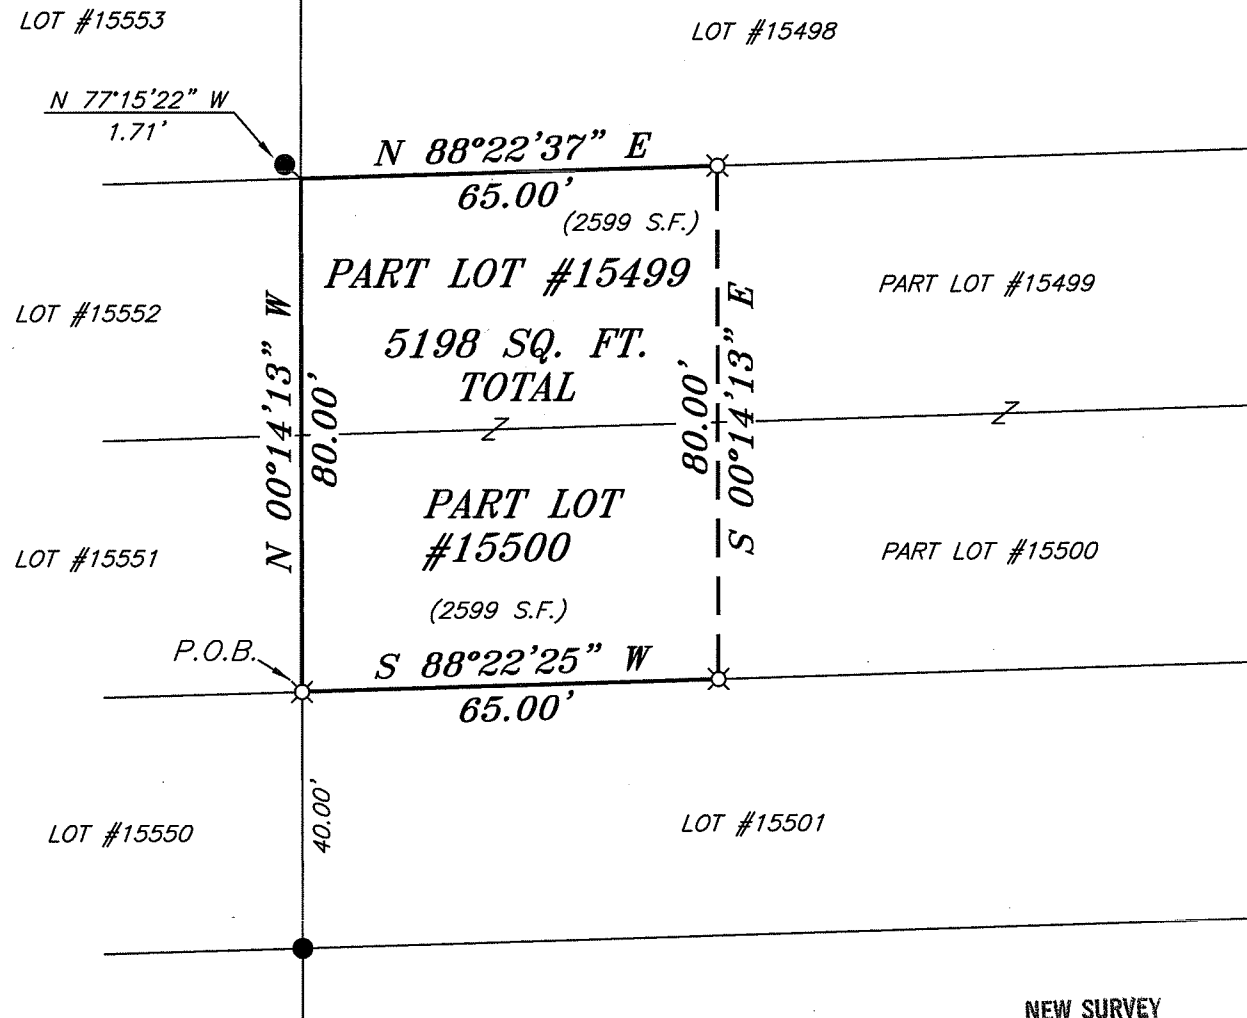 LOT #15553
LOT #15498
N 77°15'22" W
1.71'
N 88°22'37" E
65.00'
(2599 S.F.)
PART LOT #15499
PART LOT #15499
LOT #15552
5198 SQ. FT.
TOTAL
N 00°14'13" W
80.00'
80.00'
S 00°14'13" E
Z
Z
PART LOT
#15500
LOT #15551
PART LOT #15500
(2599 S.F.)
P.O.B.
S 88°22'25" W
65.00'
40.00'
LOT #15550
LOT #15501
NEW SURVEY